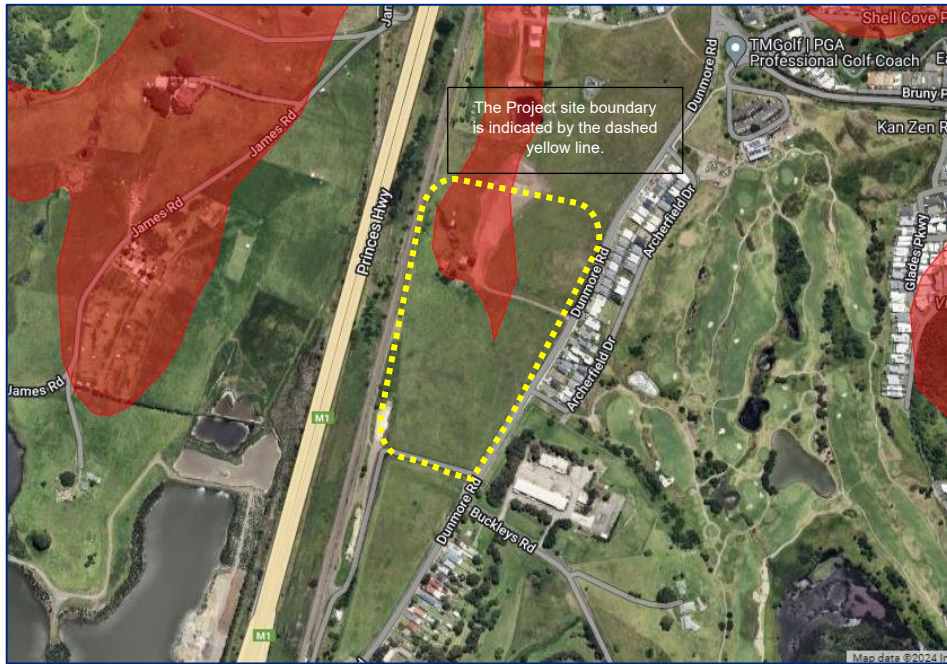 Shell Cove
TMGolf | PGA
Professional Golf Coach
Bruny
Kan Zen R
Dunmore Rd
The Project site boundary
is indicated by the dashed
yellow line.
James Rd
James Rd
Princes Hwy
Archerfield Dr
Glades Pkwy
Dunmore Rd
James Rd
Archerfield Dr
M1
Dunmore Rd
Buckleys Rd
M1
Map data ©2024